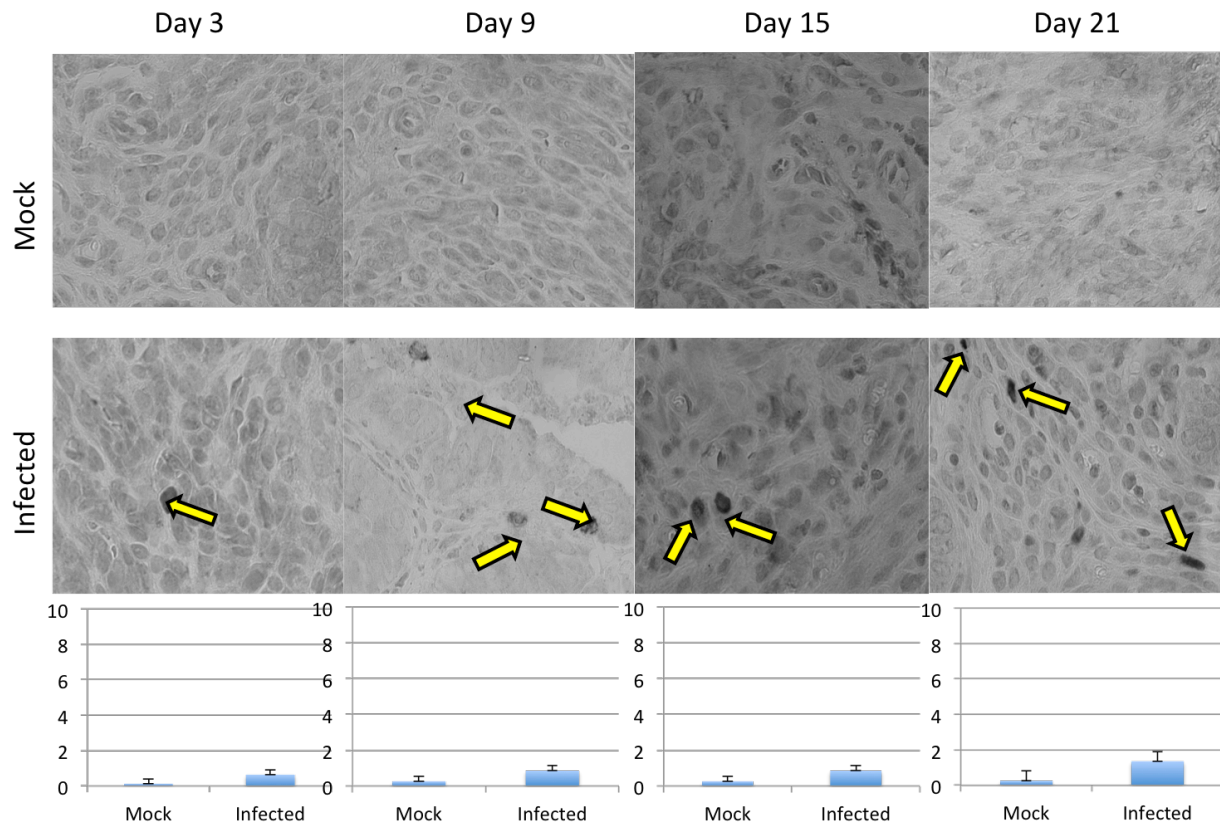 Day 3 Day 9 Day 15 Day 21
Mock
Infected
10 10 10 10
8 8 8 8
6 6 6 6
4 4 4 4
2 2 2 2
0 0 0 0
Mock Infected Mock Infected Mock Infected Mock Infected